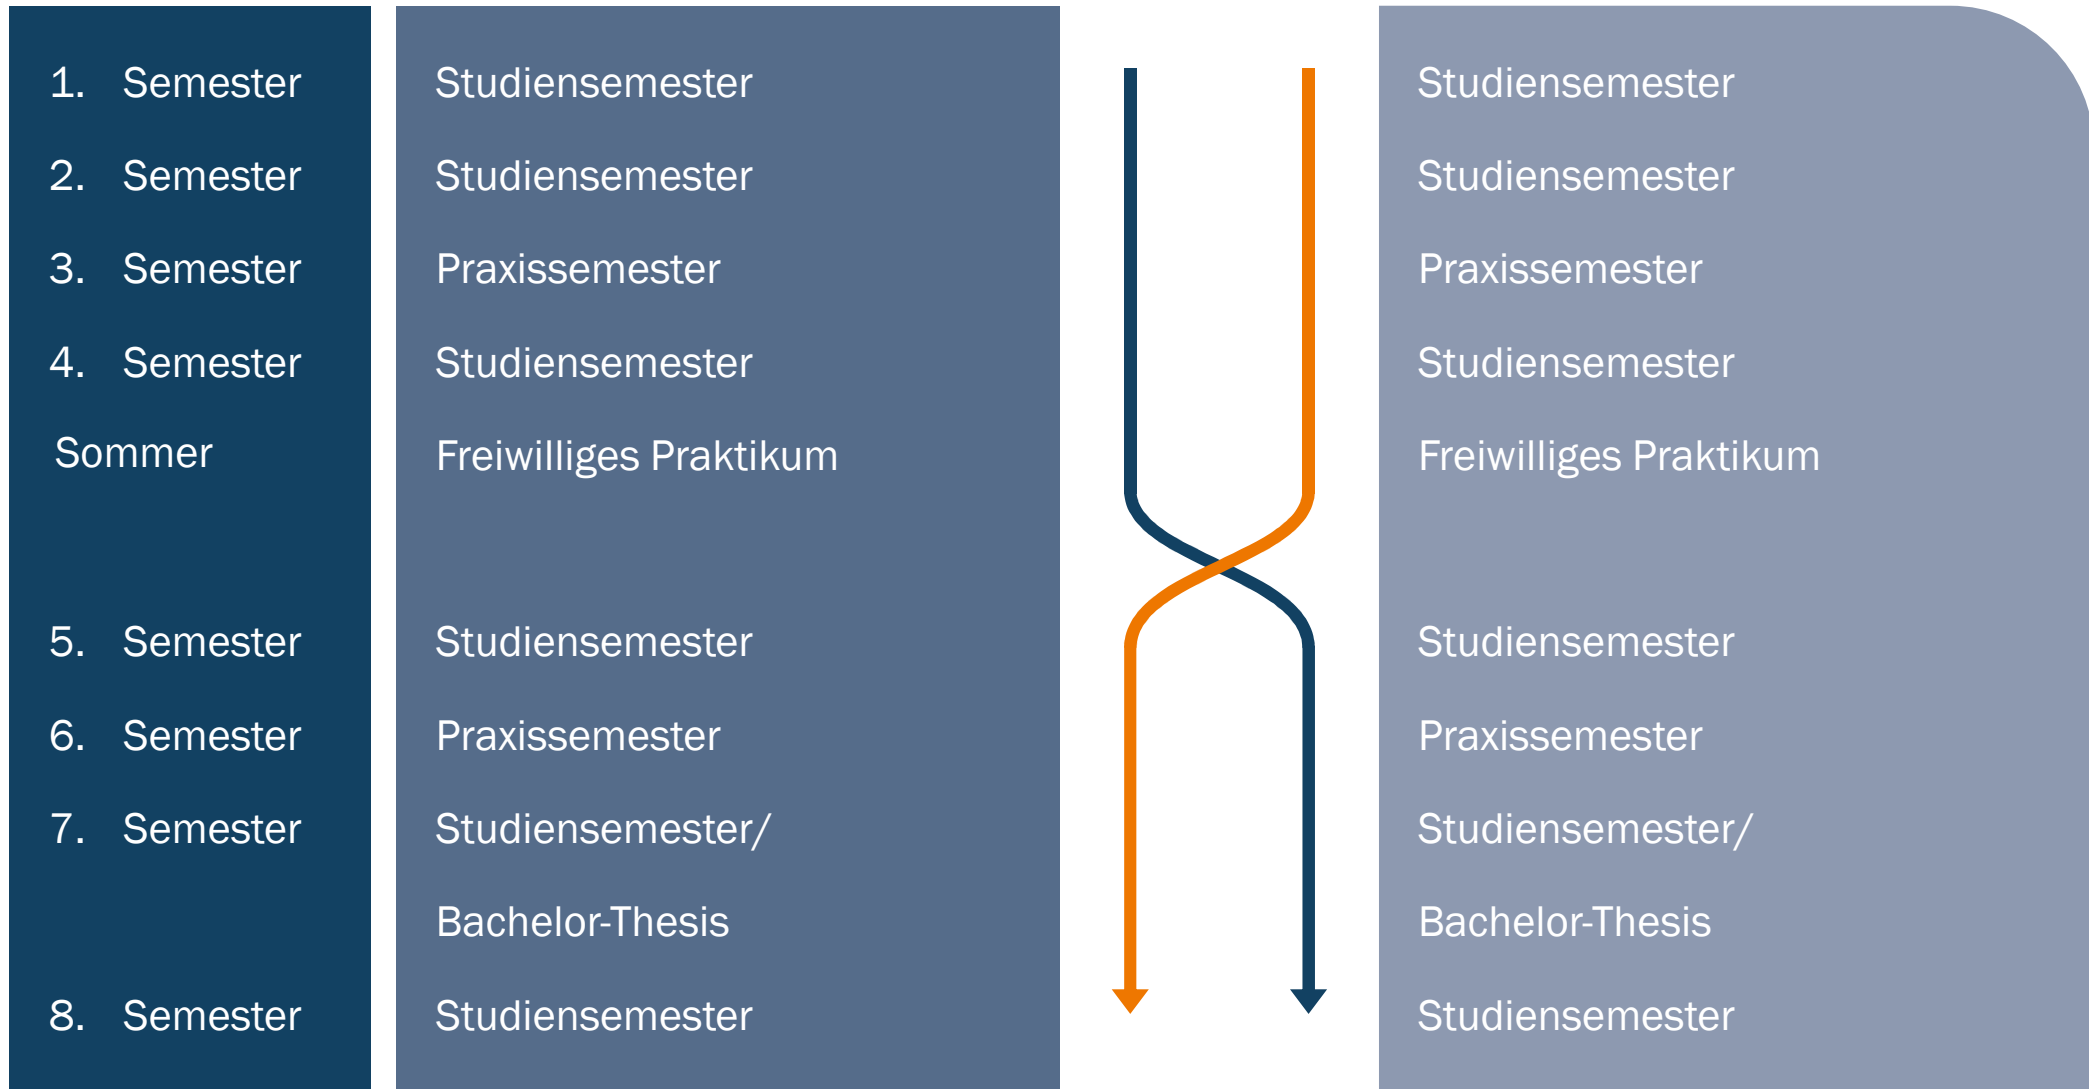 1. Semester Studiensemester Studiensemester
2. Semester Studiensemester Studiensemester
3. Semester Praxissemester Praxissemester
4. Semester Studiensemester Studiensemester
Sommer Freiwilliges Praktikum Freiwilliges Praktikum
5. Semester Studiensemester Studiensemester
6. Semester Praxissemester Praxissemester
7. Semester Studiensemester/ Studiensemester/
Bachelor-Thesis Bachelor-Thesis
8. Semester Studiensemester Studiensemester